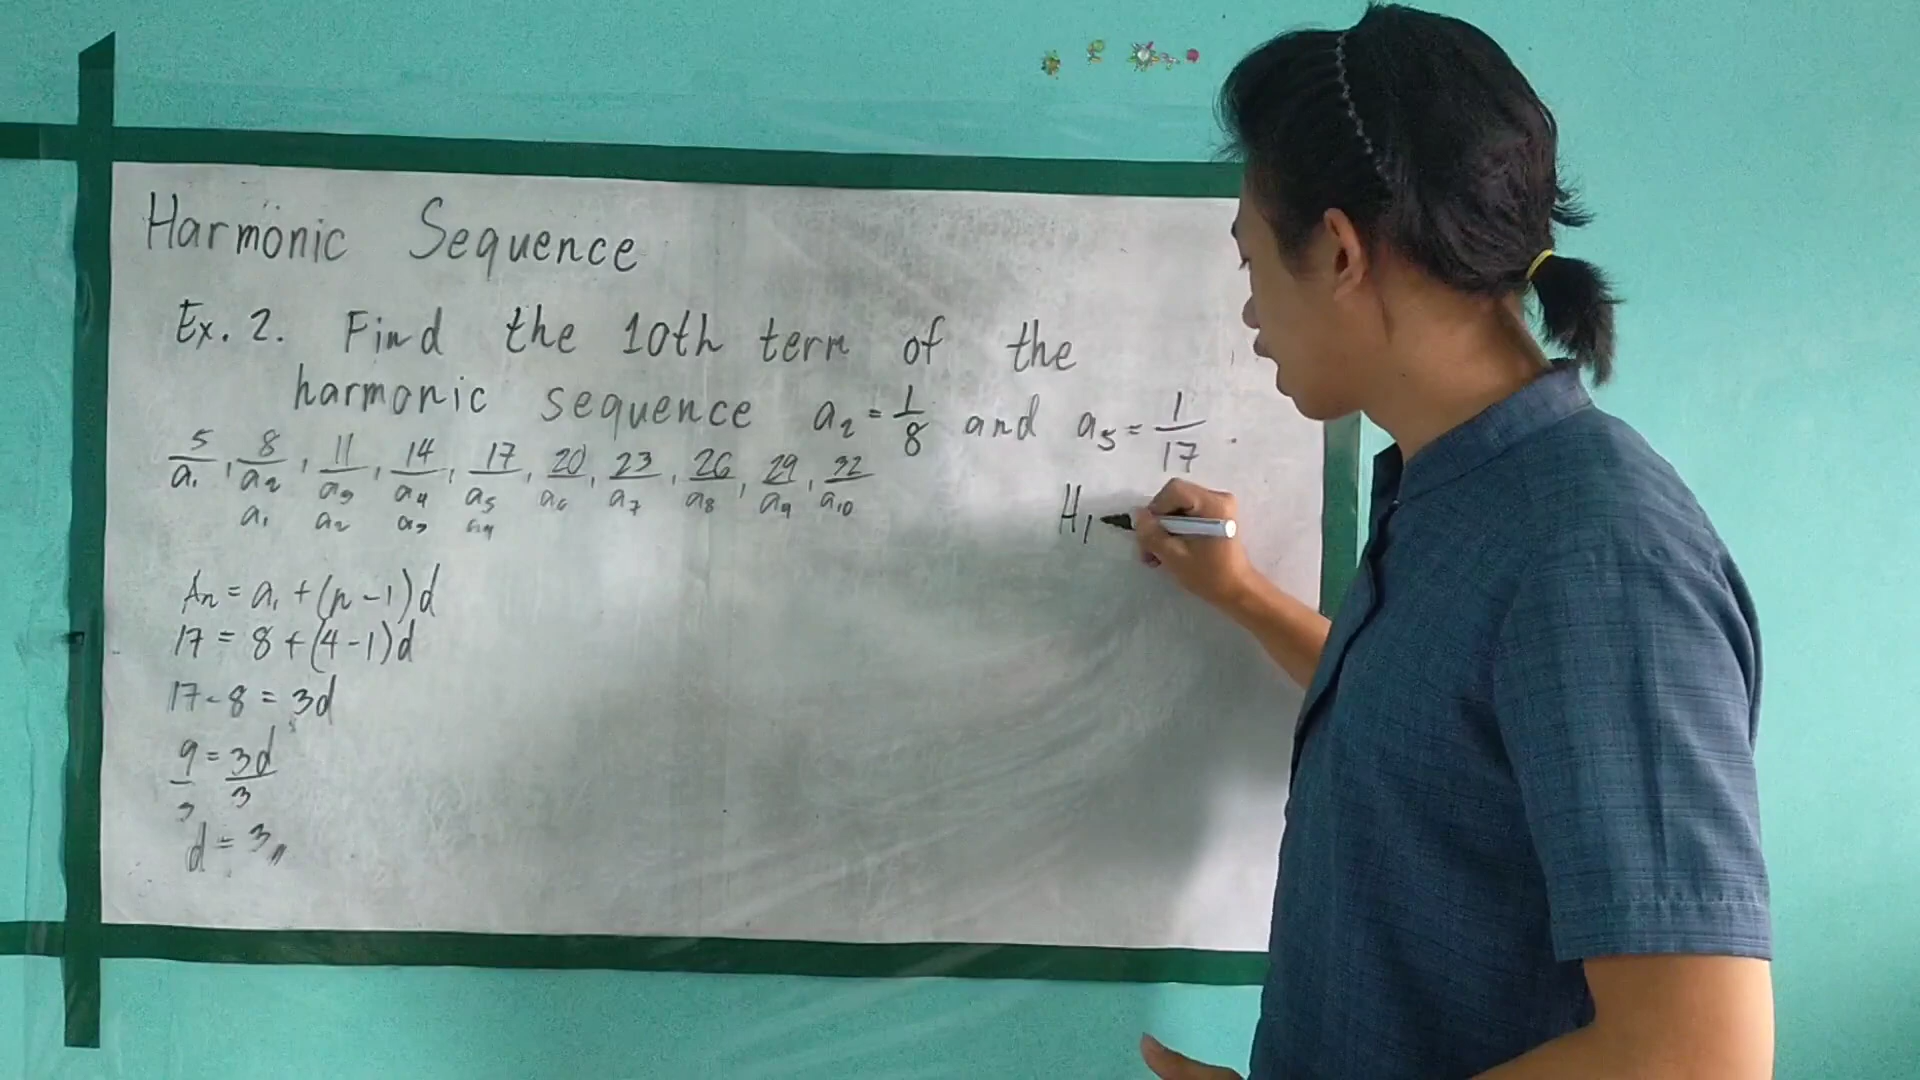 Harmonic Sequence
Ex. 2. Find the 10th term of the
harmonic sequence a₂ = 1/8 and a₅ = 1/17.
5/a₁, 8/a₂, 11/a₃, 14/a₄, 17/a₅, 20/a₆, 23/a₇, 26/a₈, 29/a₉, 32/a₁₀
a₁ a₂ a₃ a₄
H₁
An = a₁ + (n - 1)d
17 = 8 + (4 - 1)d
17 - 8 = 3d
9/3 = 3d/3
d = 3